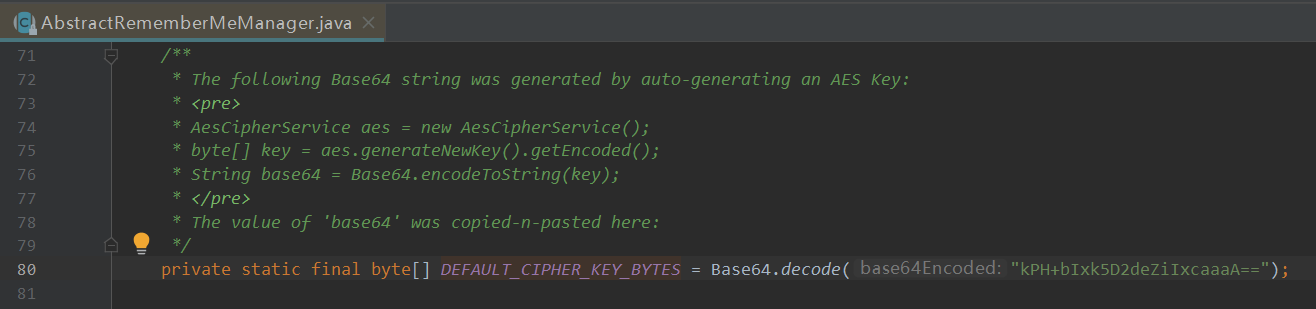 AbstractRememberMeManager.java
71 /**
72 * The following Base64 string was generated by auto-generating an AES Key:
73 * <pre>
74 * AesCipherService aes = new AesCipherService();
75 * byte[] key = aes.generateNewKey().getEncoded();
76 * String base64 = Base64.encodeToString(key);
77 * </pre>
78 * The value of 'base64' was copied-n-pasted here:
79 */
80 private static final byte[] DEFAULT_CIPHER_KEY_BYTES = Base64.decode( base64Encoded: "kPH+bIxk5D2deZiIxcaaaA==");
81